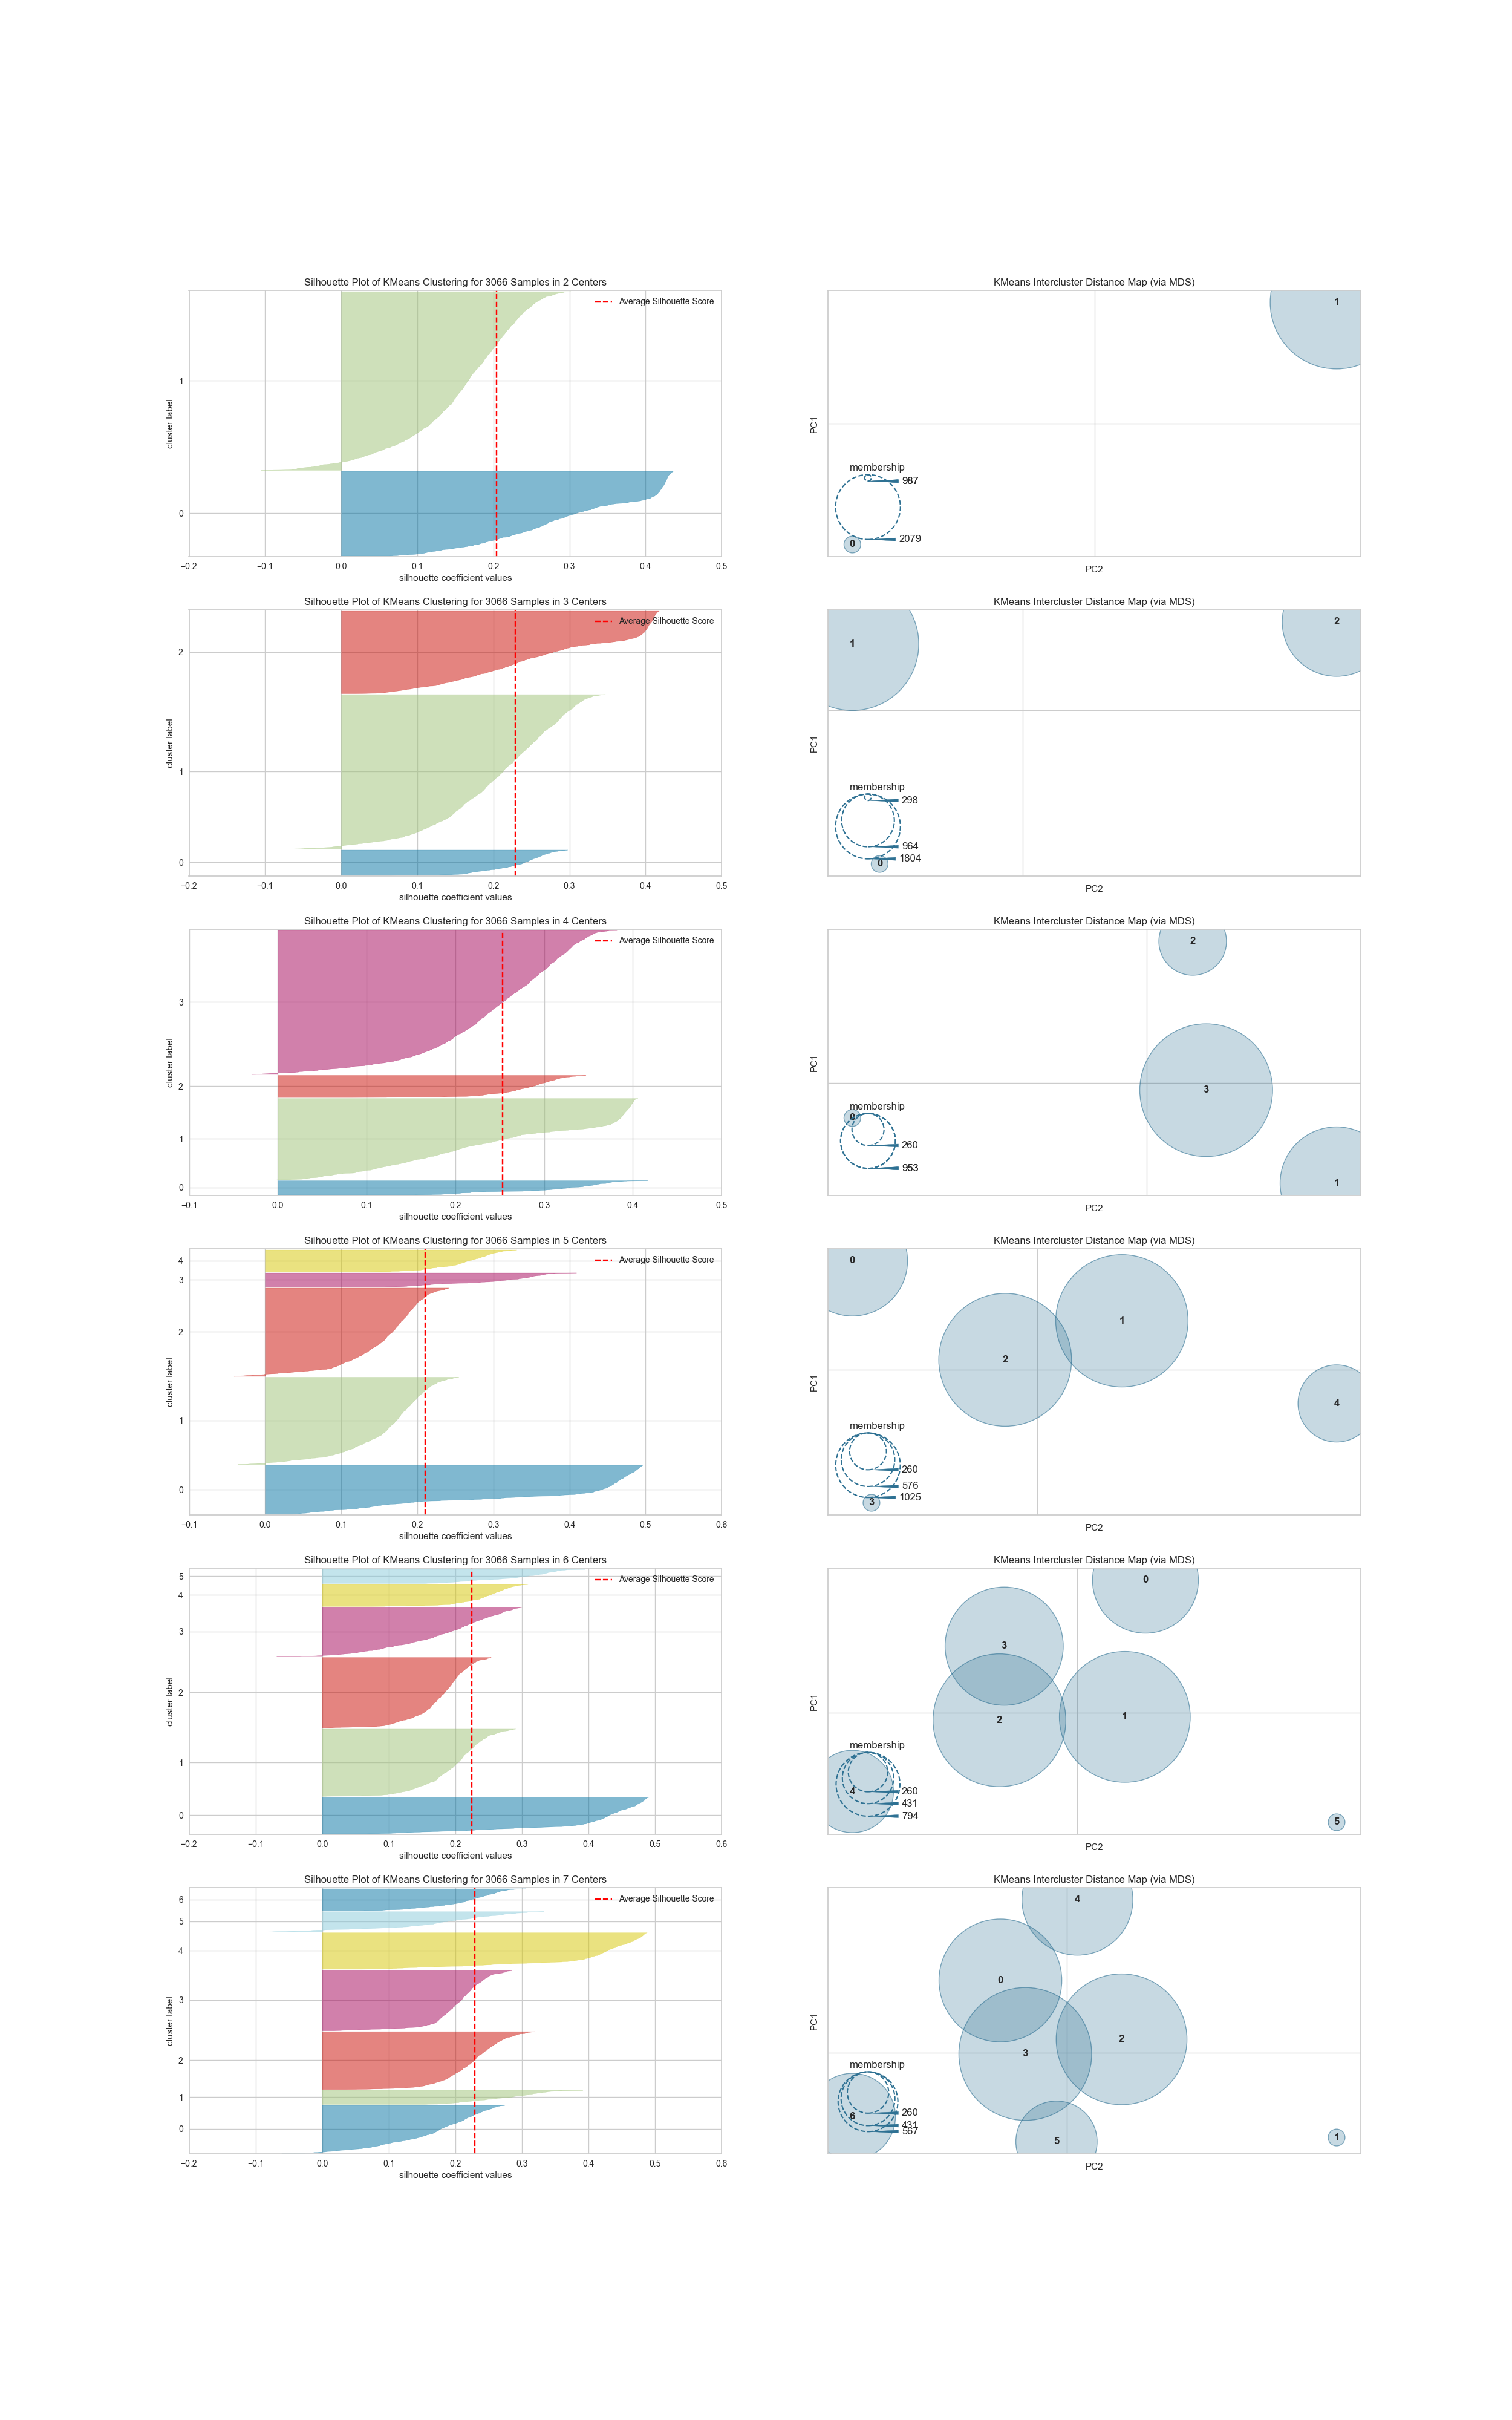 Silhouette Plot of KMeans Clustering for 3066 Samples in 2 Centers
Average Silhouette Score
cluster label
1
0
−0.2 −0.1 0.0 0.1 0.2 0.3 0.4 0.5
silhouette coefficient values
KMeans Intercluster Distance Map (via MDS)
PC1
1
membership
987
2079
0
PC2
Silhouette Plot of KMeans Clustering for 3066 Samples in 3 Centers
Average Silhouette Score
cluster label
2
1
0
−0.2 −0.1 0.0 0.1 0.2 0.3 0.4 0.5
silhouette coefficient values
KMeans Intercluster Distance Map (via MDS)
PC1
2
1
membership
298
964
1804
0
PC2
Silhouette Plot of KMeans Clustering for 3066 Samples in 4 Centers
Average Silhouette Score
cluster label
3
2
1
0
−0.1 0.0 0.1 0.2 0.3 0.4 0.5
silhouette coefficient values
KMeans Intercluster Distance Map (via MDS)
PC1
2
3
membership
0
260
953
1
PC2
Silhouette Plot of KMeans Clustering for 3066 Samples in 5 Centers
Average Silhouette Score
cluster label
4
3
2
1
0
−0.1 0.0 0.1 0.2 0.3 0.4 0.5 0.6
silhouette coefficient values
KMeans Intercluster Distance Map (via MDS)
PC1
0
1
2
4
membership
260
576
1025
3
PC2
Silhouette Plot of KMeans Clustering for 3066 Samples in 6 Centers
Average Silhouette Score
cluster label
5
4
3
2
1
0
−0.2 −0.1 0.0 0.1 0.2 0.3 0.4 0.5 0.6
silhouette coefficient values
KMeans Intercluster Distance Map (via MDS)
PC1
0
3
1
2
membership
4
260
431
794
5
PC2
Silhouette Plot of KMeans Clustering for 3066 Samples in 7 Centers
Average Silhouette Score
cluster label
6
5
4
3
2
1
0
−0.2 −0.1 0.0 0.1 0.2 0.3 0.4 0.5 0.6
silhouette coefficient values
KMeans Intercluster Distance Map (via MDS)
PC1
4
0
2
3
membership
260
6
431
567
1
5
PC2